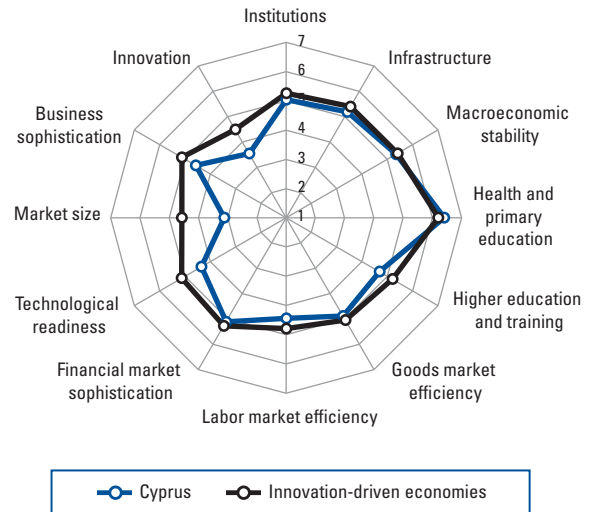 Institutions
7
Innovation
Infrastructure
6
Business
sophistication
Macroeconomic
stability
4
3
2
Market size
1
Health and
primary
education
Technological
readiness
Higher education
and training
Financial market
sophistication
Goods market
efficiency
Labor market efficiency
Cyprus
Innovation-driven economies